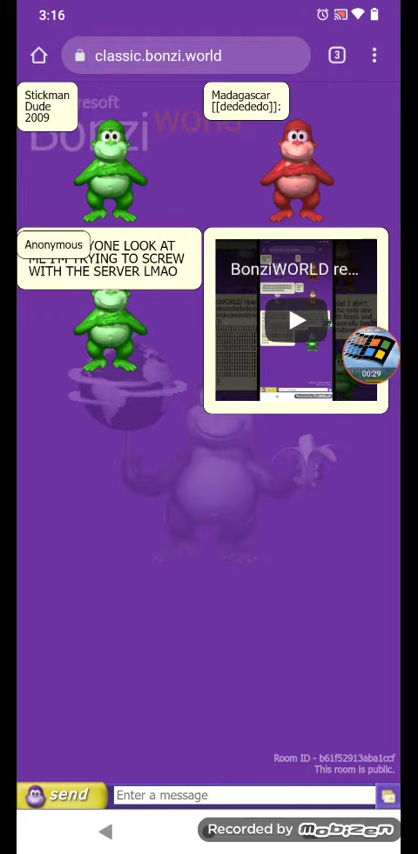 3:16
classic.bonzi.world
3
Stickman
Dude
2009
Madagascar
[[dedededo]]:
Bonzi world
Anonymous
YONE LOOK AT
ME I'M TRYING TO SCREW
WITH THE SERVER LMAO
BonziWORLD re...
00:29
Room ID - b61f52913aba1ccf
This room is public.
send
Enter a message
Recorded by mobizen